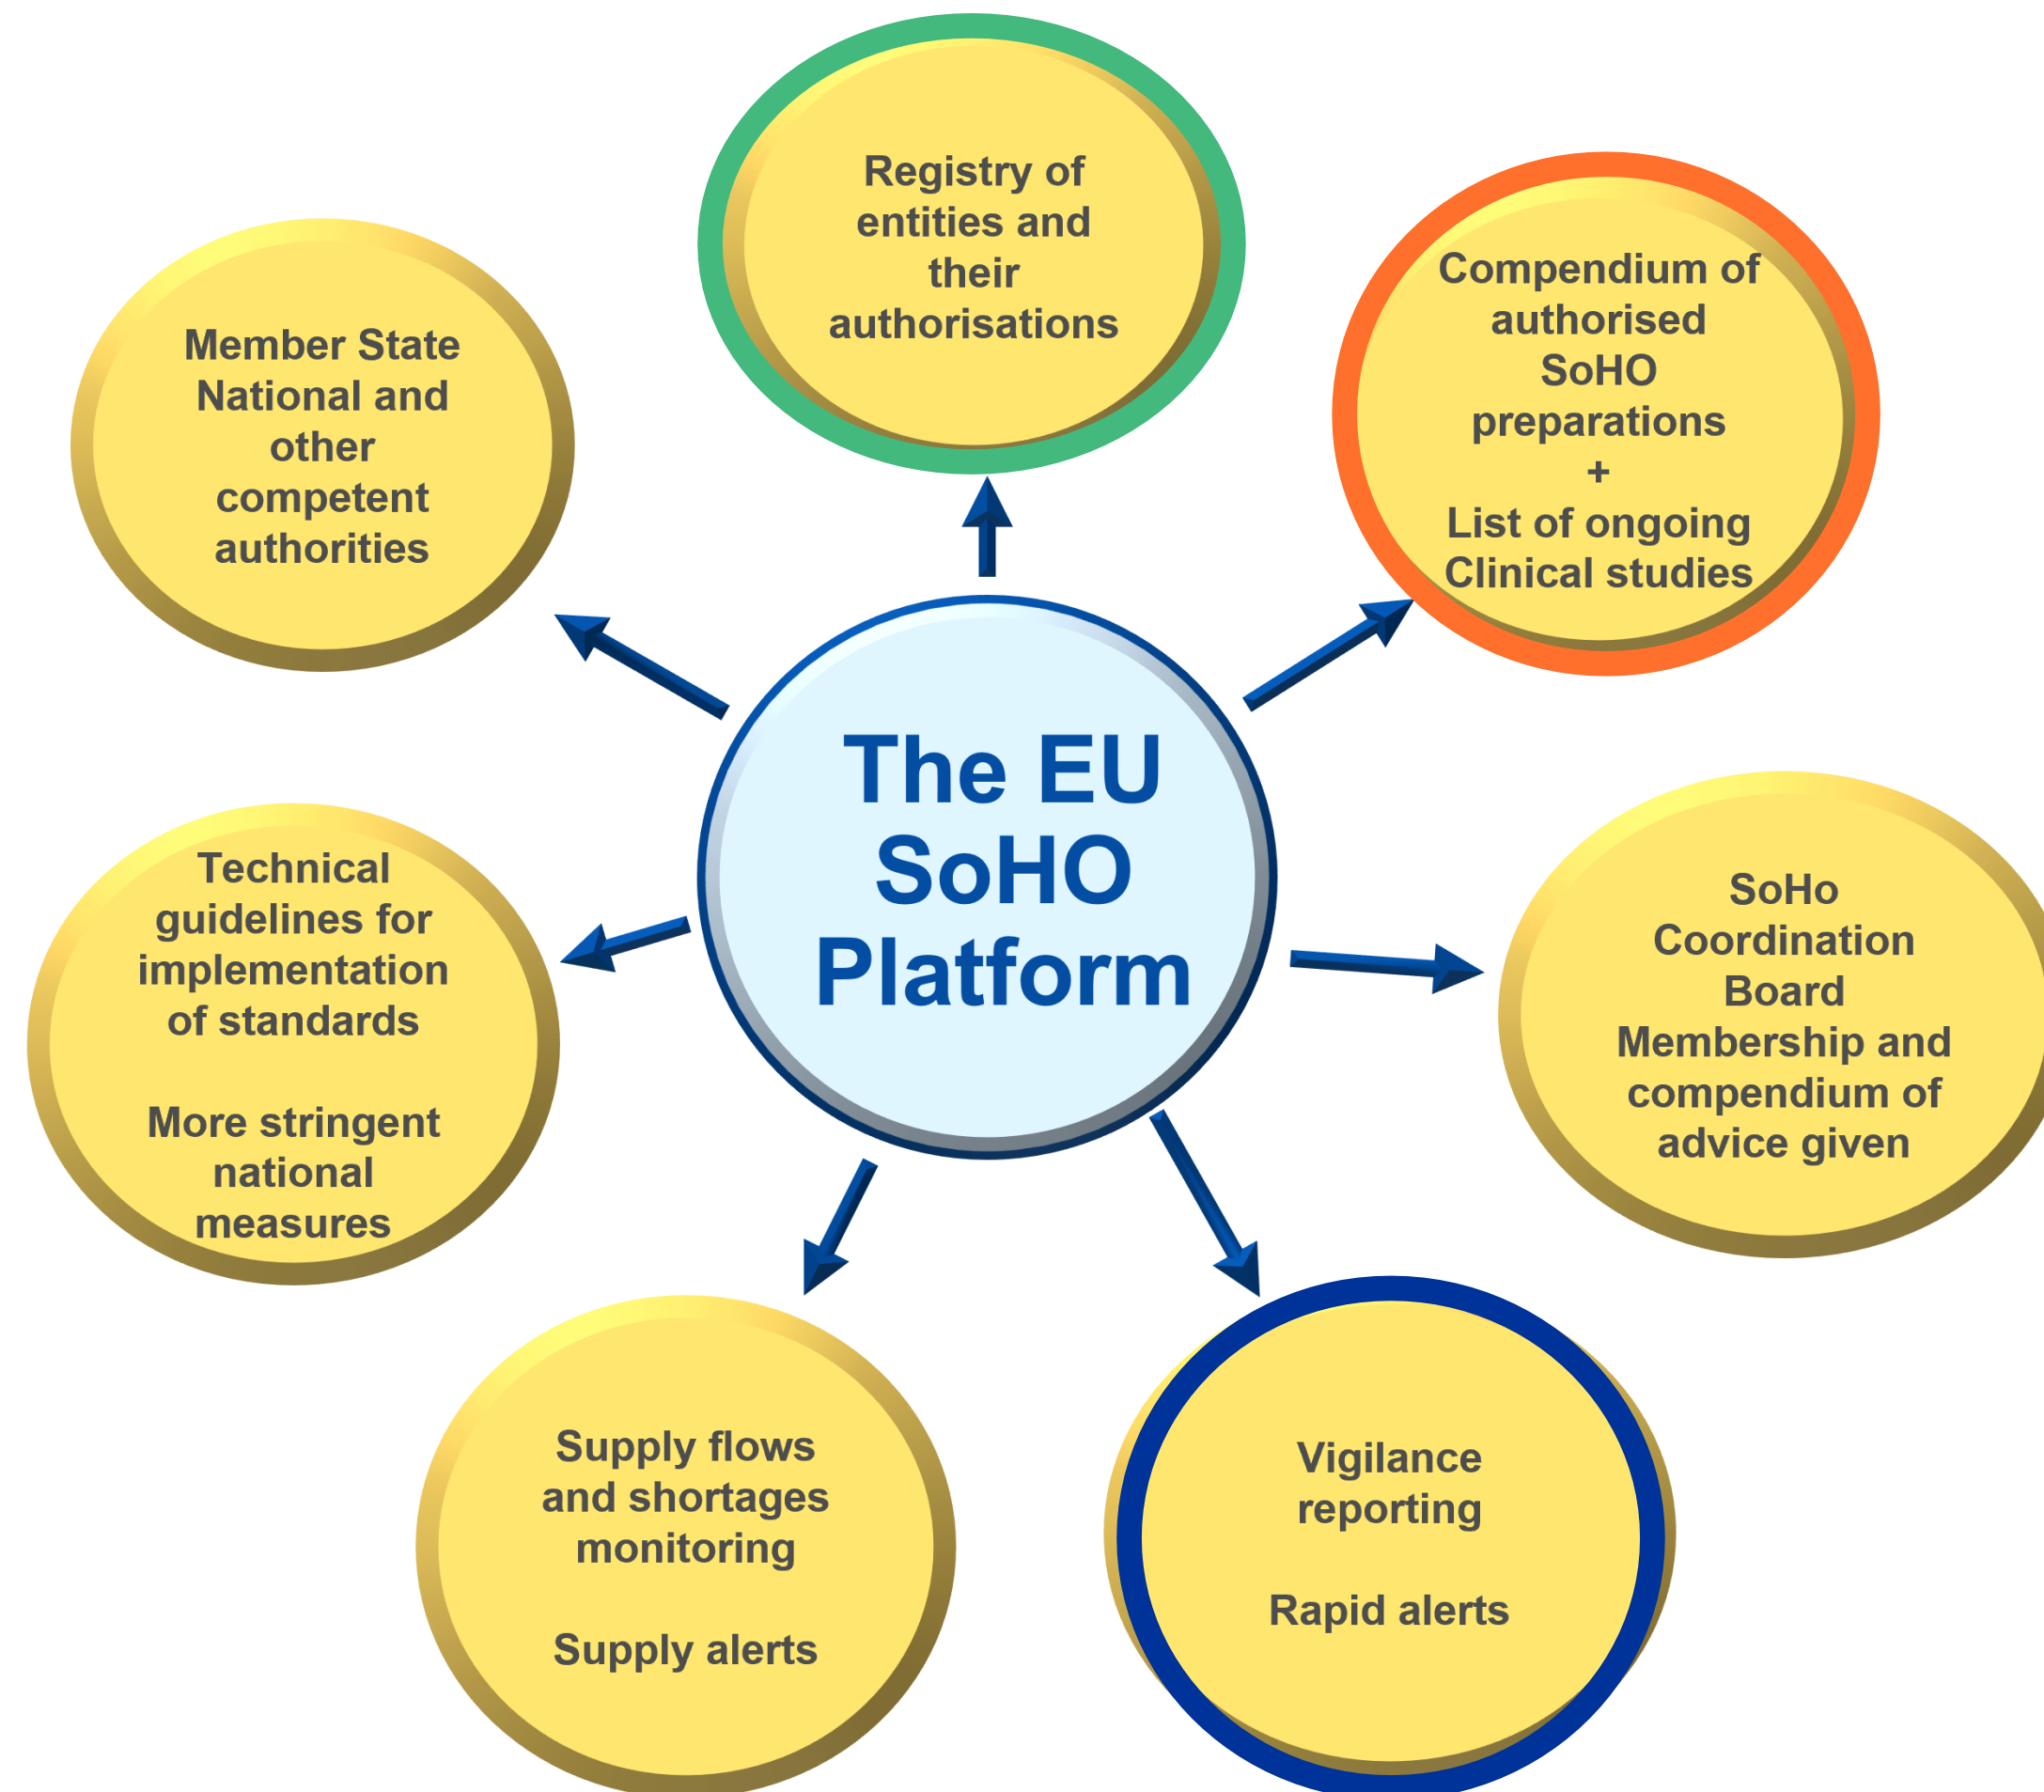 Registry of
entities and
their
authorisations
Compendium of
authorised
SoHO
preparations
+
List of ongoing
Clinical studies
Member State
National and
other
competent
authorities
The EU
SoHO
Platform
Technical
guidelines for
implementation
of standards
More stringent
national
measures
SoHo
Coordination
Board
Membership and
compendium of
advice given
Supply flows
and shortages
monitoring
Supply alerts
Vigilance
reporting
Rapid alerts